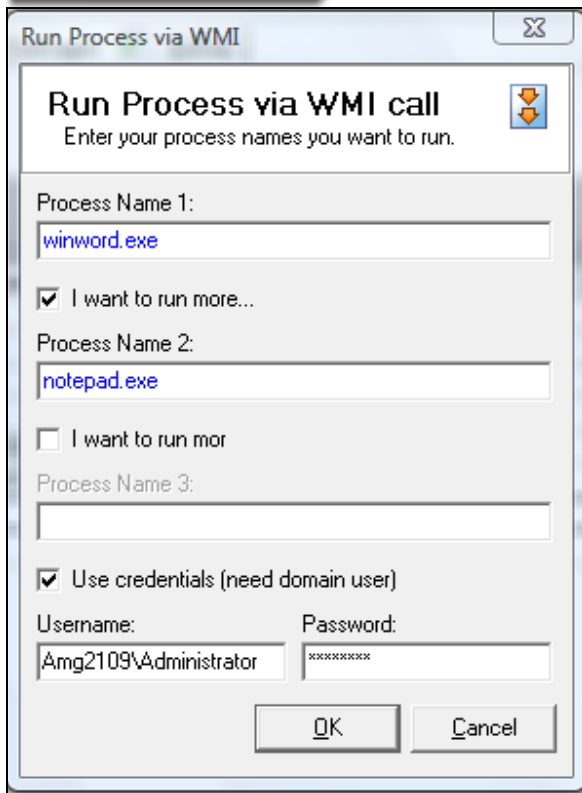 Run Process via WMI
Run Process via WMI call
Enter your process names you want to run.
Process Name 1:
winword.exe
I want to run more...
Process Name 2:
notepad.exe
I want to run mor
Process Name 3:
Use credentials (need domain user)
Username: Password:
Amg2109\Administrator ********
OK Cancel